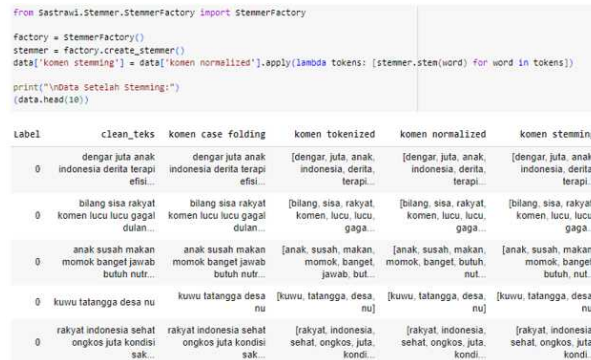 from Sastrawi.Stemmer.StemmerFactory import StemmerFactory
factory = StemmerFactory()
stemmer = factory.create_stemmer()
data['komen stemming'] = data['komen normalized'].apply(lambda tokens: [stemmer.stem(word) for word in tokens])
print("\nData Setelah Stemming:")
(data.head(10))
Label clean_teks komen case folding komen tokenized komen normalized komen stemming
dengar juta anak dengar juta anak [dengar, juta, anak, [dengar, juta, anak, [dengar, juta, anak
0 indonesia derita terapi indonesia derita terapi indonesia, derita, indonesia, derita, indonesia, derita
efisi... efisi... terapi... terapi... terapi.
bilang sisa rakyat bilang sisa rakyat [bilang, sisa, rakyat, [bilang, sisa, rakyat, [bilang, sisa, rakyat
0 komen lucu lucu gagal komen lucu lucu gagal komen, lucu, lucu, komen, lucu, lucu, komen, lucu, luc
dulan... dulan... gaga... gaga... gaga.
anak susah makan anak susah makan [anak, susah, makan, [anak, susah, makan, [anak, susah, makan
0 momok banget jawab momok banget jawab momok, banget, momok, banget, butuh, momok, banget
butuh nutr... butuh nutr... jawab, but... nut... butuh, nut.
0 kuwu tatangga desa nu kuwu tatangga desa nu [kuwu, tatangga, desa, nu] [kuwu, tatangga, desa, nu] [kuwu, tatangga, desa nu
rakyat indonesia sehat rakyat indonesia sehat [rakyat, indonesia, [rakyat, indonesia, [rakyat, indonesia
0 ongkos juta kondisi ongkos juta kondisi sehat, ongkos, juta, sehat, ongkos, juta, sehat, ongkos, juta
sak... sak... kondi... kondi... kondi.